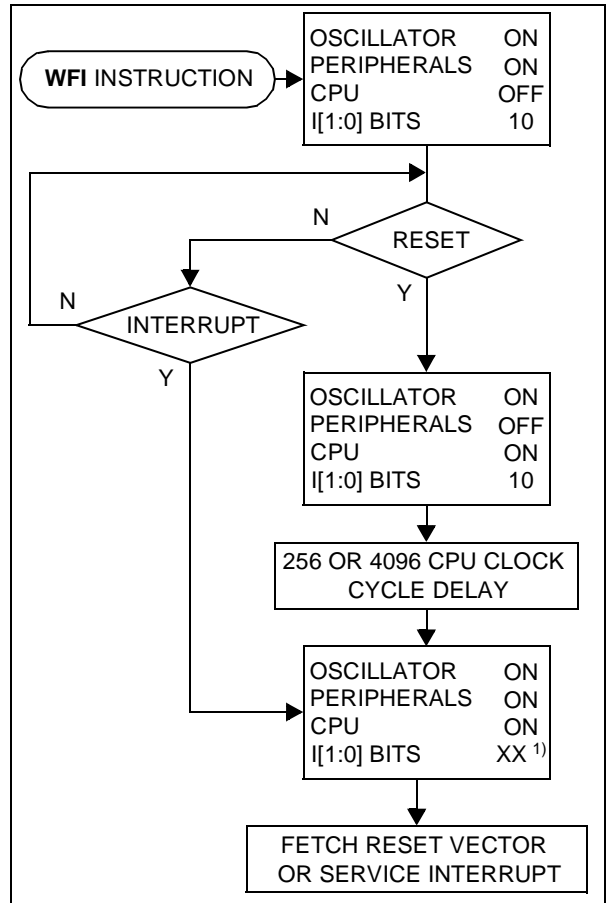 WFI INSTRUCTION
OSCILLATOR ON
PERIPHERALS ON
CPU OFF
I[1:0] BITS 10
N
RESET
Y
N
INTERRUPT
Y
OSCILLATOR ON
PERIPHERALS OFF
CPU ON
I[1:0] BITS 10
256 OR 4096 CPU CLOCK
CYCLE DELAY
OSCILLATOR ON
PERIPHERALS ON
CPU ON
I[1:0] BITS XX 1)
FETCH RESET VECTOR
OR SERVICE INTERRUPT